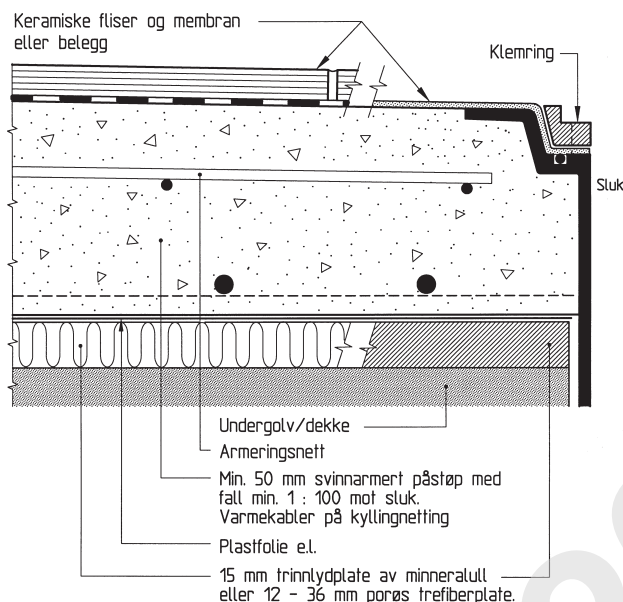 Keramiske fliser og membran
eller belegg
Klemring
Sluk
Undergolv/dekke
Armeringsnett
Min. 50 mm svinnarmert påstøp med
fall min. 1 : 100 mot sluk.
Varmekabler på kyllingnetting
Plastfolie e.l.
15 mm trinnlydplate av minneralull
eller 12 - 36 mm porøs trefiberplate.